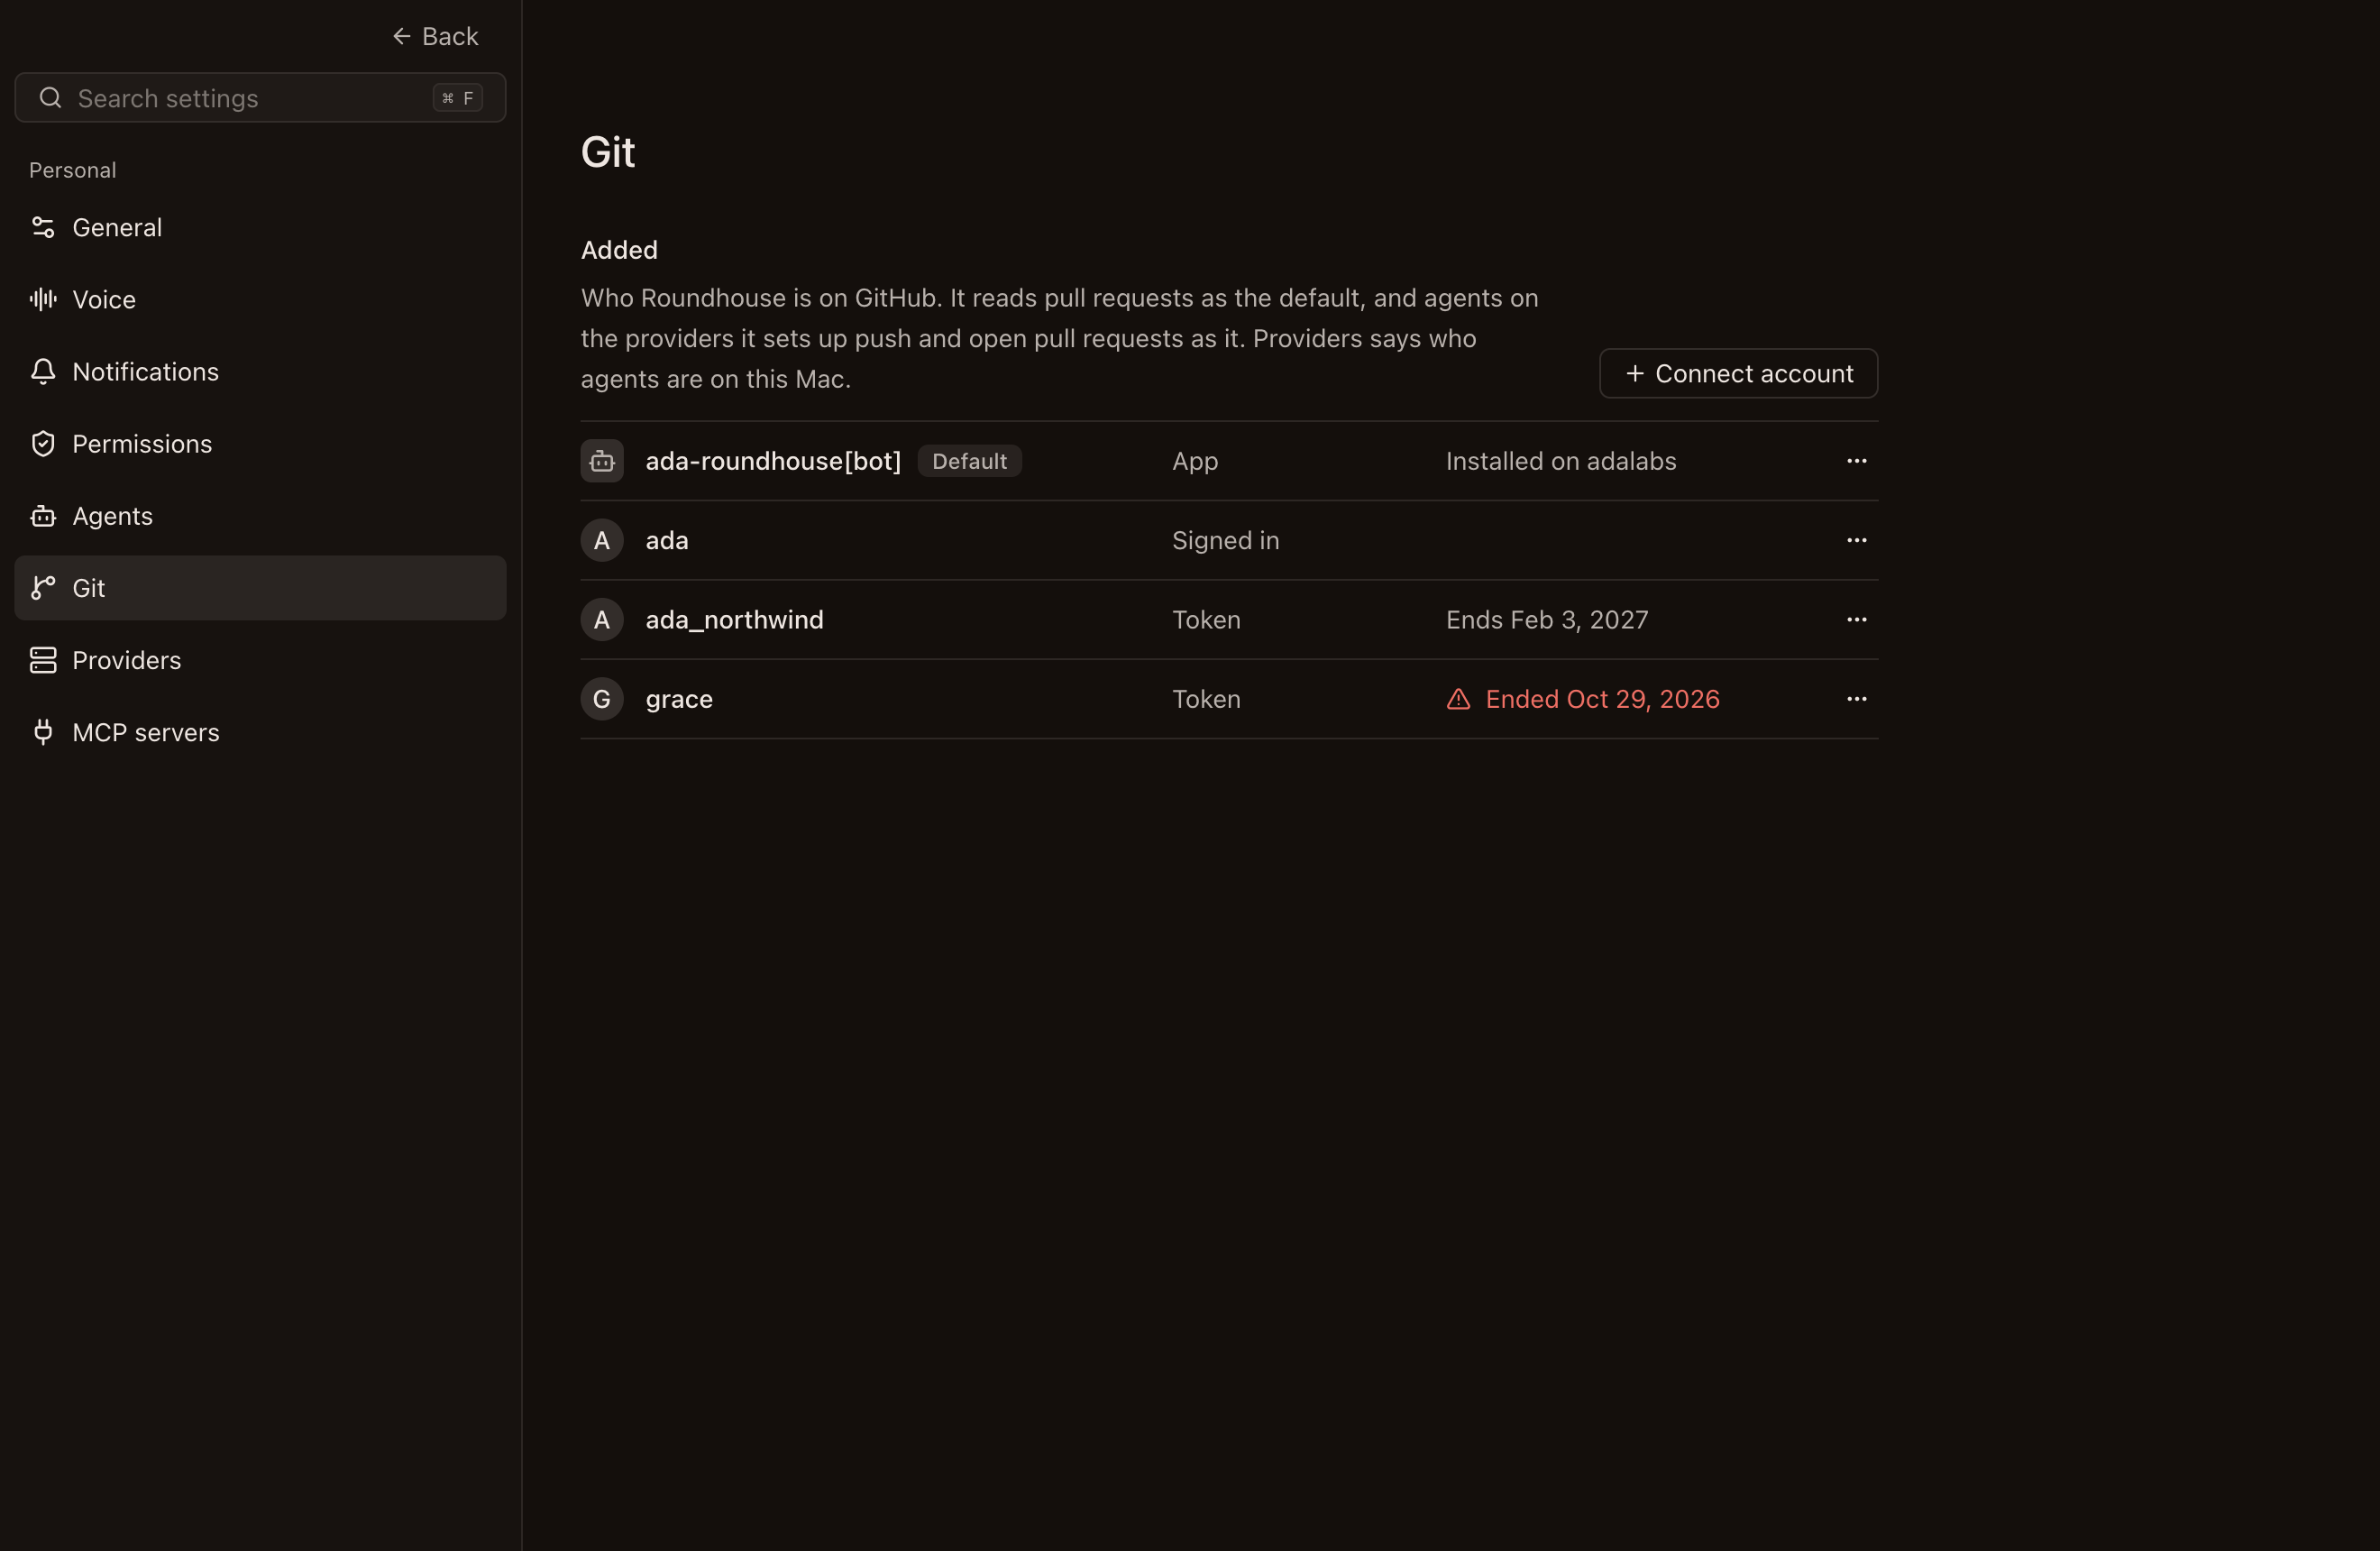 Back
Search settings
⌘ F
Personal
General
Voice
Notifications
Permissions
Agents
Git
Providers
MCP servers
Git
Added
Who Roundhouse is on GitHub. It reads pull requests as the default, and agents on
the providers it sets up push and open pull requests as it. Providers says who
agents are on this Mac.
Connect account
ada-roundhouse[bot] Default App Installed on adalabs
A ada Signed in
A ada_northwind Token Ends Feb 3, 2027
G grace Token Ended Oct 29, 2026